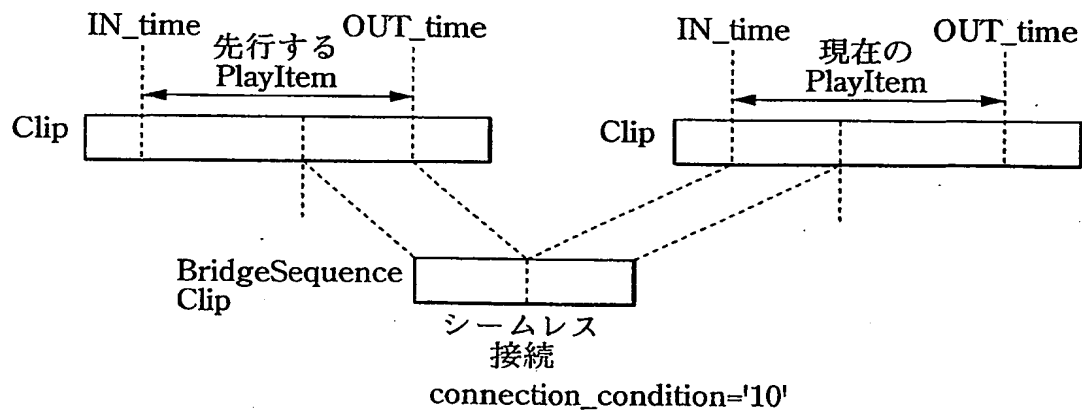 IN_time
先行する
PlayItem
OUT_time
IN_time
現在の
PlayItem
OUT_time
Clip
Clip
BridgeSequence
Clip
シームレス
接続
connection_condition='10'